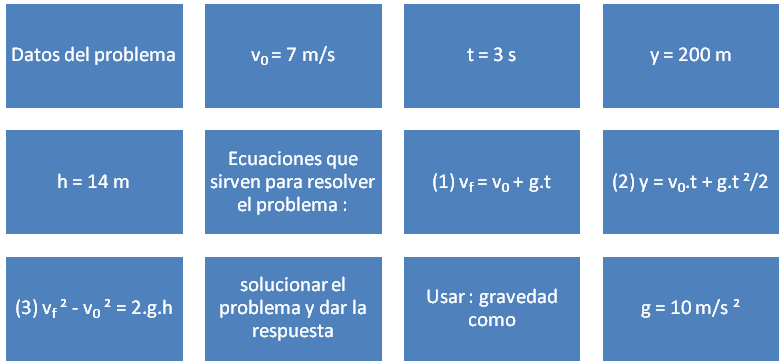 Datos del problema
v₀ = 7 m/s
t = 3 s
y = 200 m
h = 14 m
Ecuaciones que
sirven para resolver
el problema :
(1) vf = v₀ + g.t
(2) y = v₀.t + g.t ²/2
(3) vf ² - v₀ ² = 2.g.h
solucionar el
problema y dar la
respuesta
Usar : gravedad
como
g = 10 m/s ²